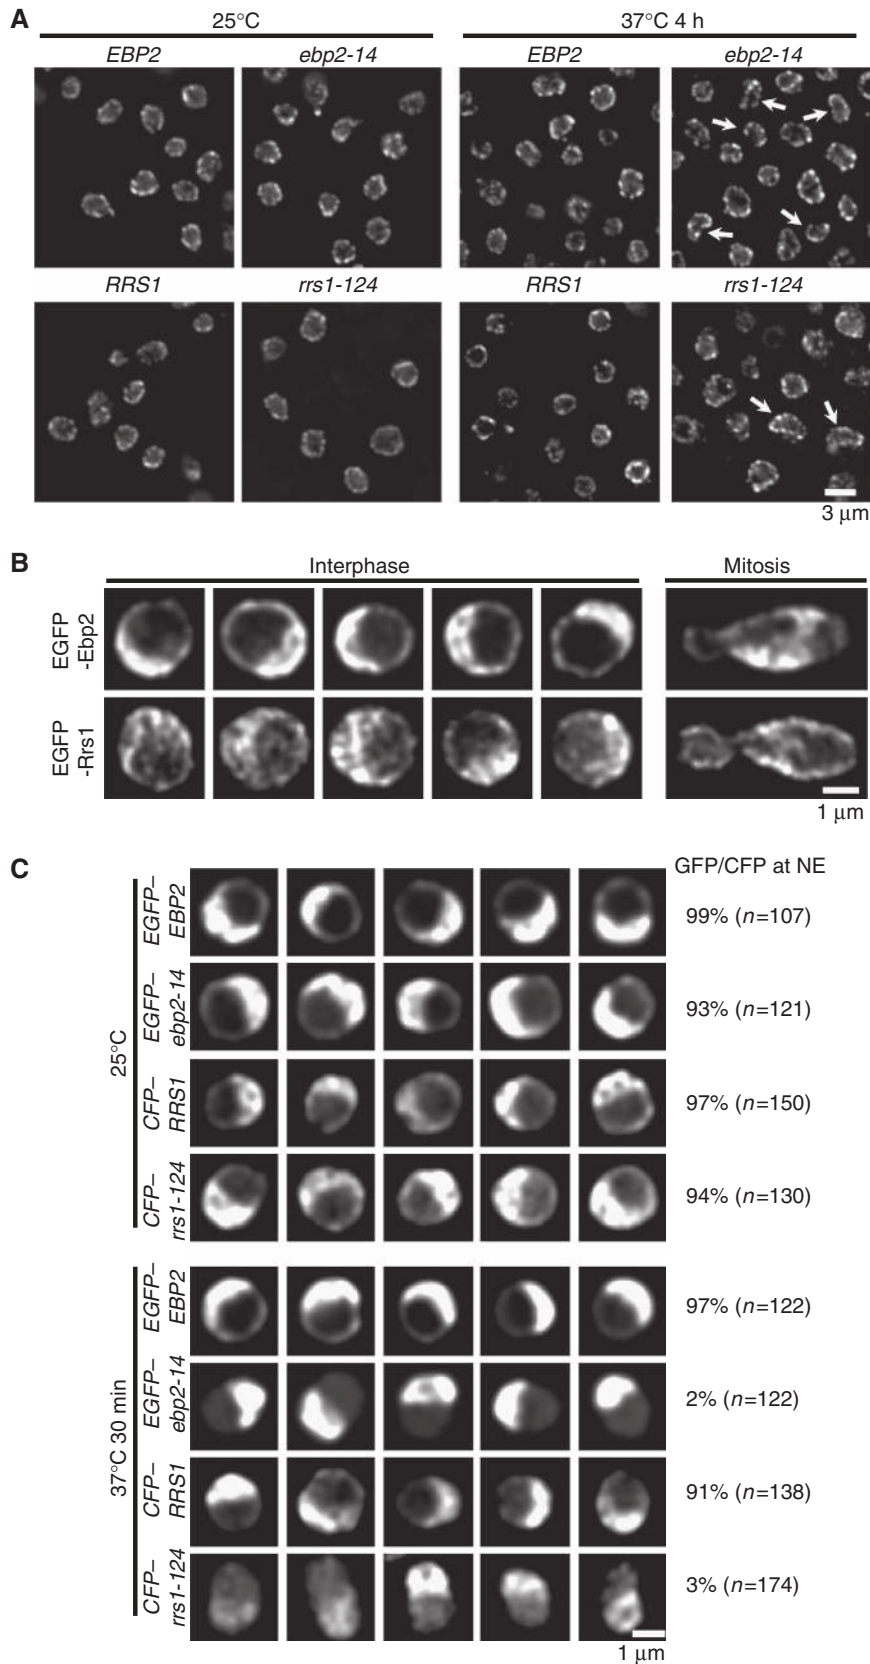 A
25°C
37°C 4 h
EBP2
ebp2-14
EBP2
ebp2-14
RRS1
rrs1-124
RRS1
rrs1-124
3 μm
B
Interphase
Mitosis
EGFP
-Ebp2
EGFP
-Rrs1
1 μm
C
GFP/CFP at NE
25°C
EGFP–
EBP2
99% (n=107)
EGFP–
ebp2-14
93% (n=121)
CFP–
RRS1
97% (n=150)
CFP–
rrs1-124
94% (n=130)
37°C 30 min
EGFP–
EBP2
97% (n=122)
EGFP–
ebp2-14
2% (n=122)
CFP–
RRS1
91% (n=138)
CFP–
rrs1-124
3% (n=174)
1 μm